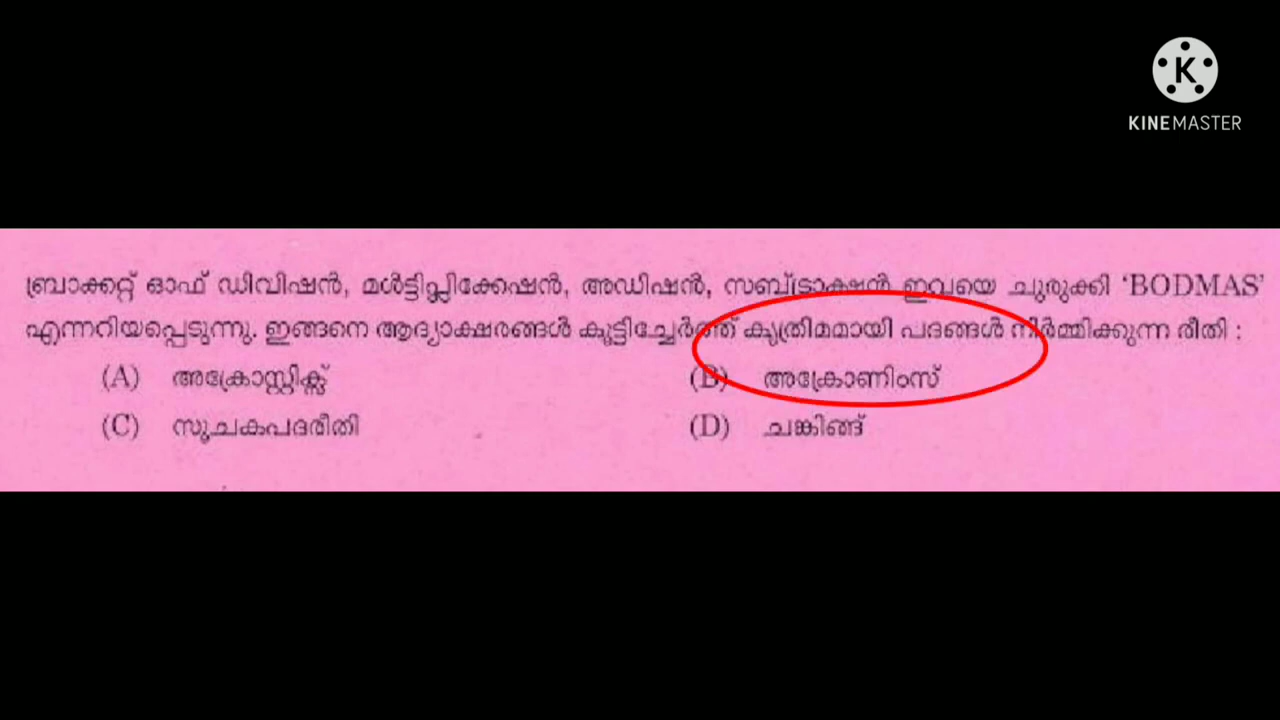 KINEMASTER
ബ്രാക്കറ്റ് ഓഫ് ഡിവിഷൻ, മൾട്ടിപ്ലിക്കേഷൻ, അഡിഷൻ, സബ്ട്രാക്ഷൻ ഇവയെ ചുരുക്കി ‘BODMAS’
എന്നറിയപ്പെടുന്നു. ഇങ്ങനെ ആദ്യാക്ഷരങ്ങൾ കൂട്ടിച്ചേർത്ത് കൃത്രിമമായി പദങ്ങൾ നിർമ്മിക്കുന്ന രീതി :
(A) അക്രോസ്റ്റിക്സ് (B) അക്രോണിംസ്
(C) സൂചകപദരീതി (D) ചങ്കിങ്ങ്